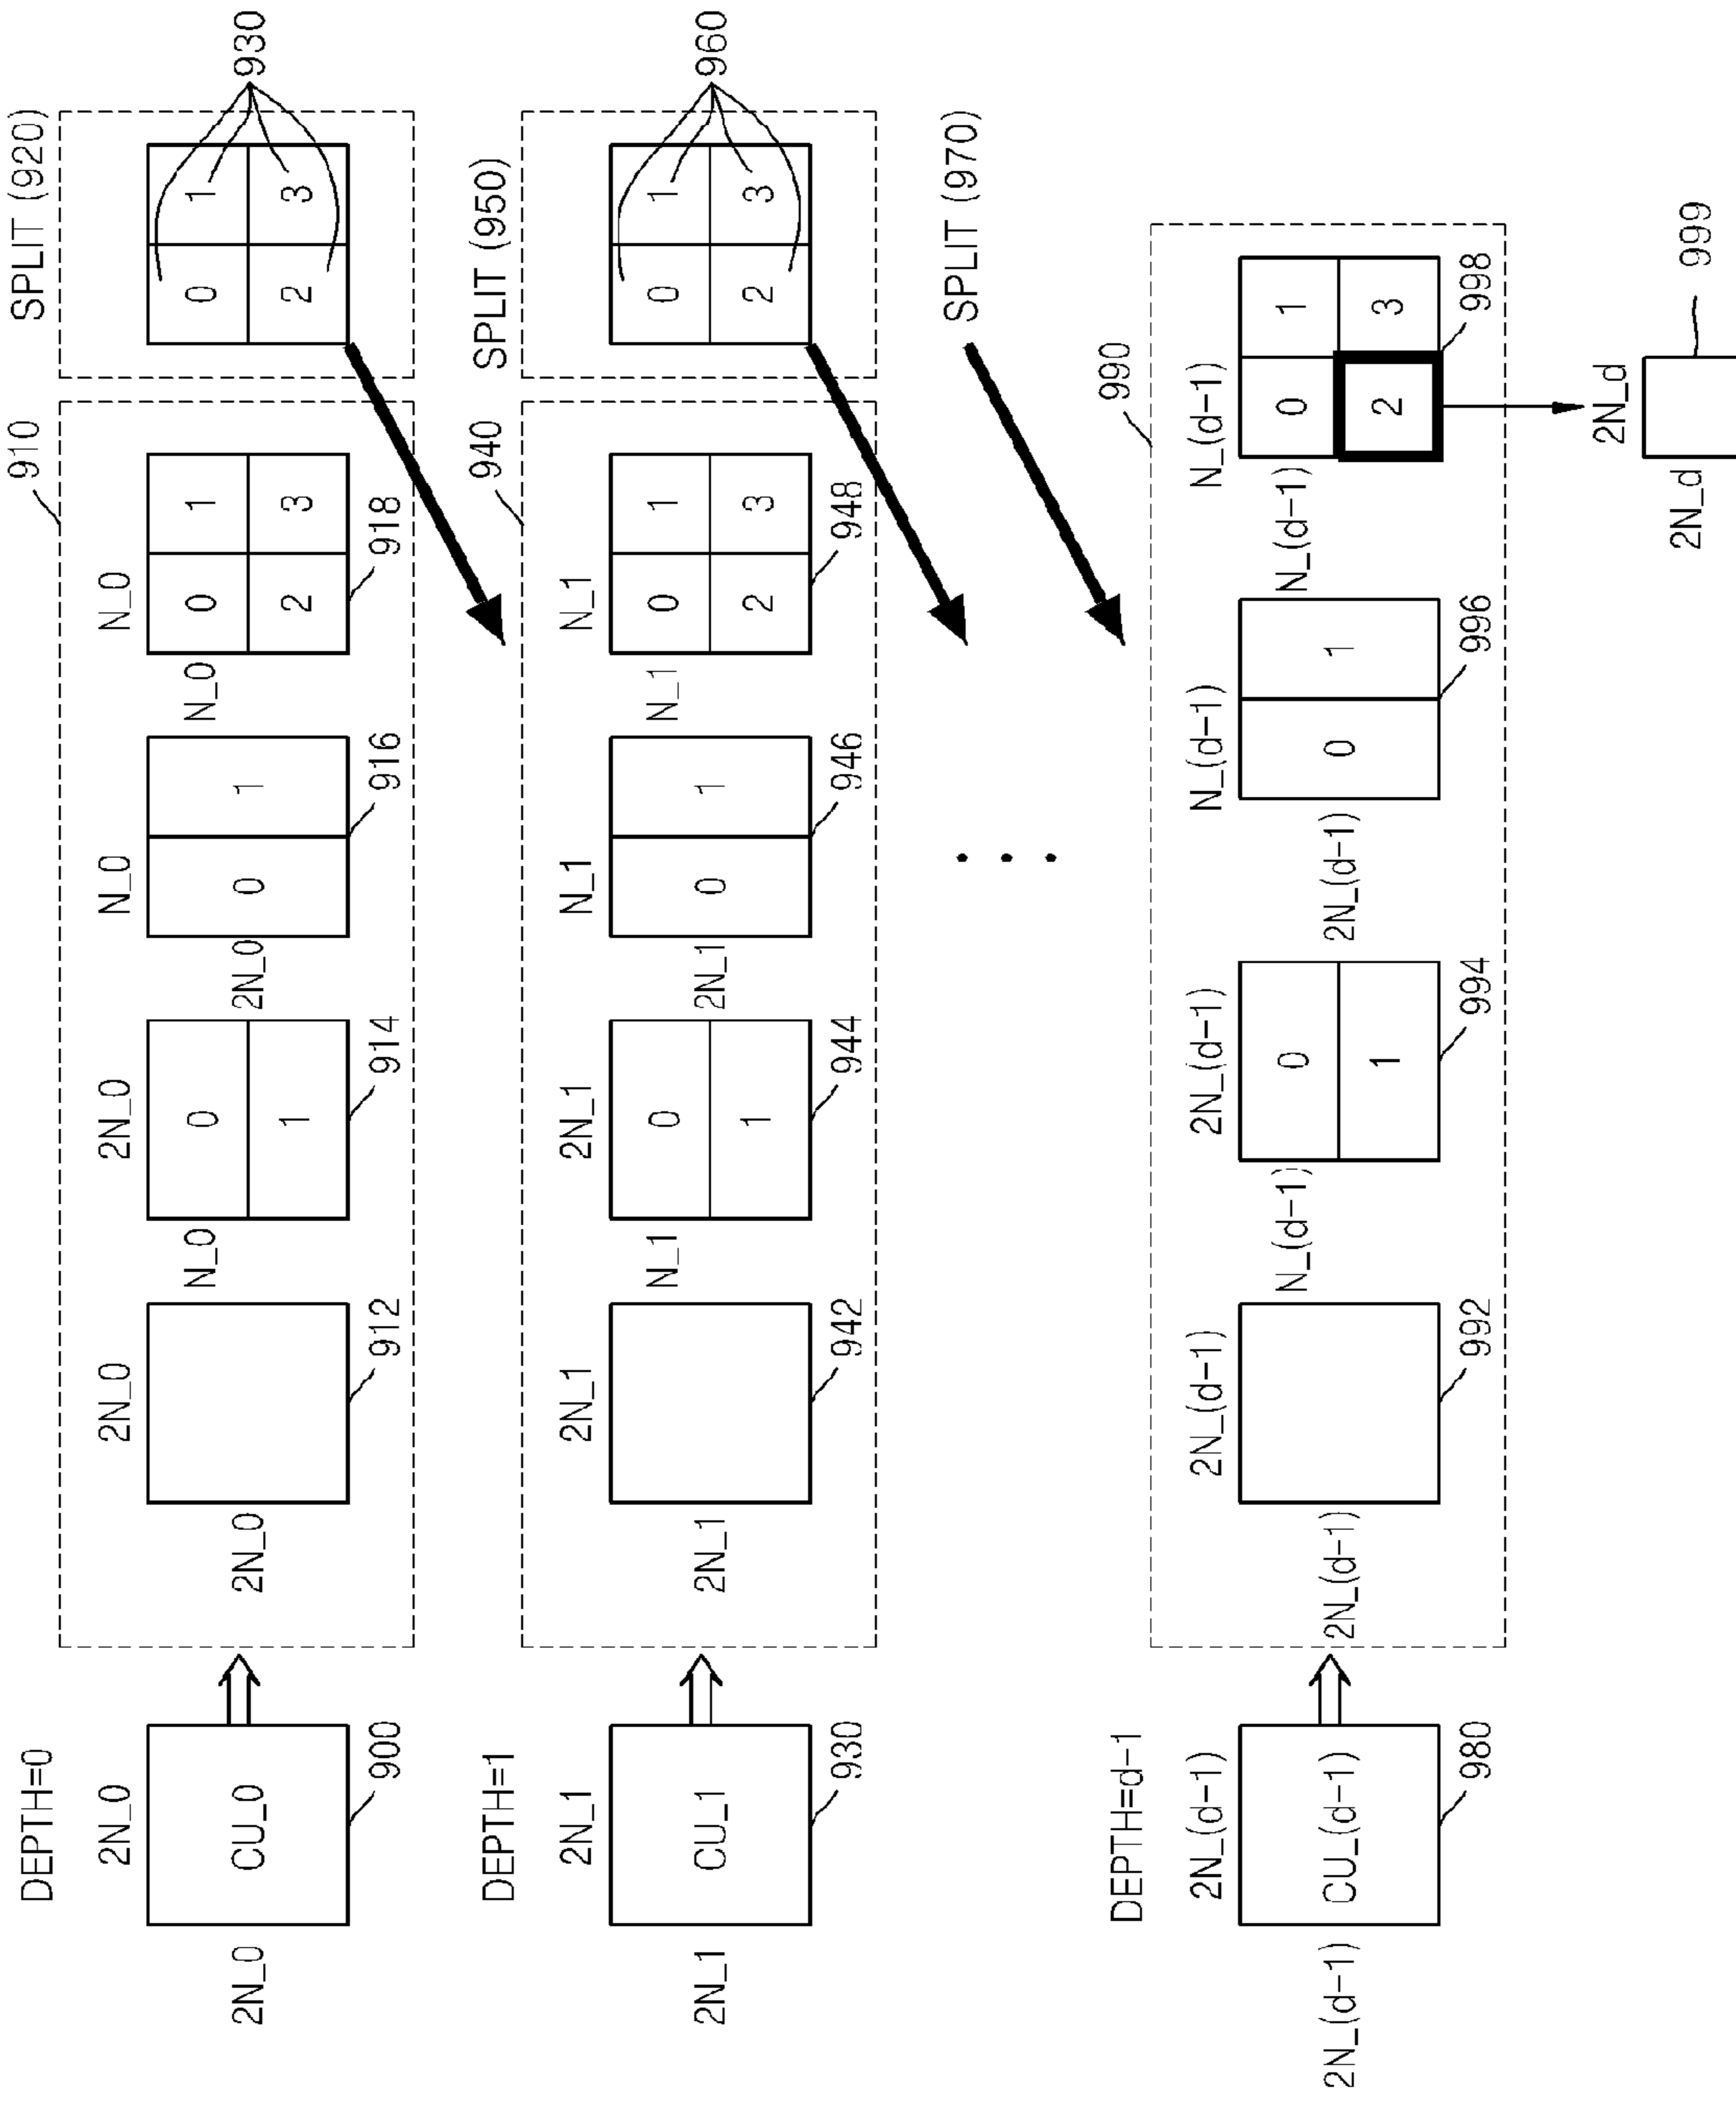 DEPTH=0
2N_0
2N_0
CU_0
900
910
2N_0
2N_0
912
2N_0
N_0
0
1
914
N_0
2N_0
0 1
916
N_0
N_0
0 1
2 3
918
SPLIT (920)
0 1
2 3
930
DEPTH=1
2N_1
2N_1
CU_1
930
940
2N_1
2N_1
942
2N_1
N_1
0
1
944
N_1
2N_1
0 1
946
N_1
N_1
0 1
2 3
948
SPLIT (950)
0 1
2 3
960
SPLIT (970)
DEPTH=d-1
2N_(d-1)
2N_(d-1)
CU_(d-1)
980
990
2N_(d-1)
2N_(d-1)
992
2N_(d-1)
N_(d-1)
0
1
994
N_(d-1)
2N_(d-1)
0 1
996
N_(d-1)
N_(d-1)
0 1
2 3
998
2N_d
2N_d
999